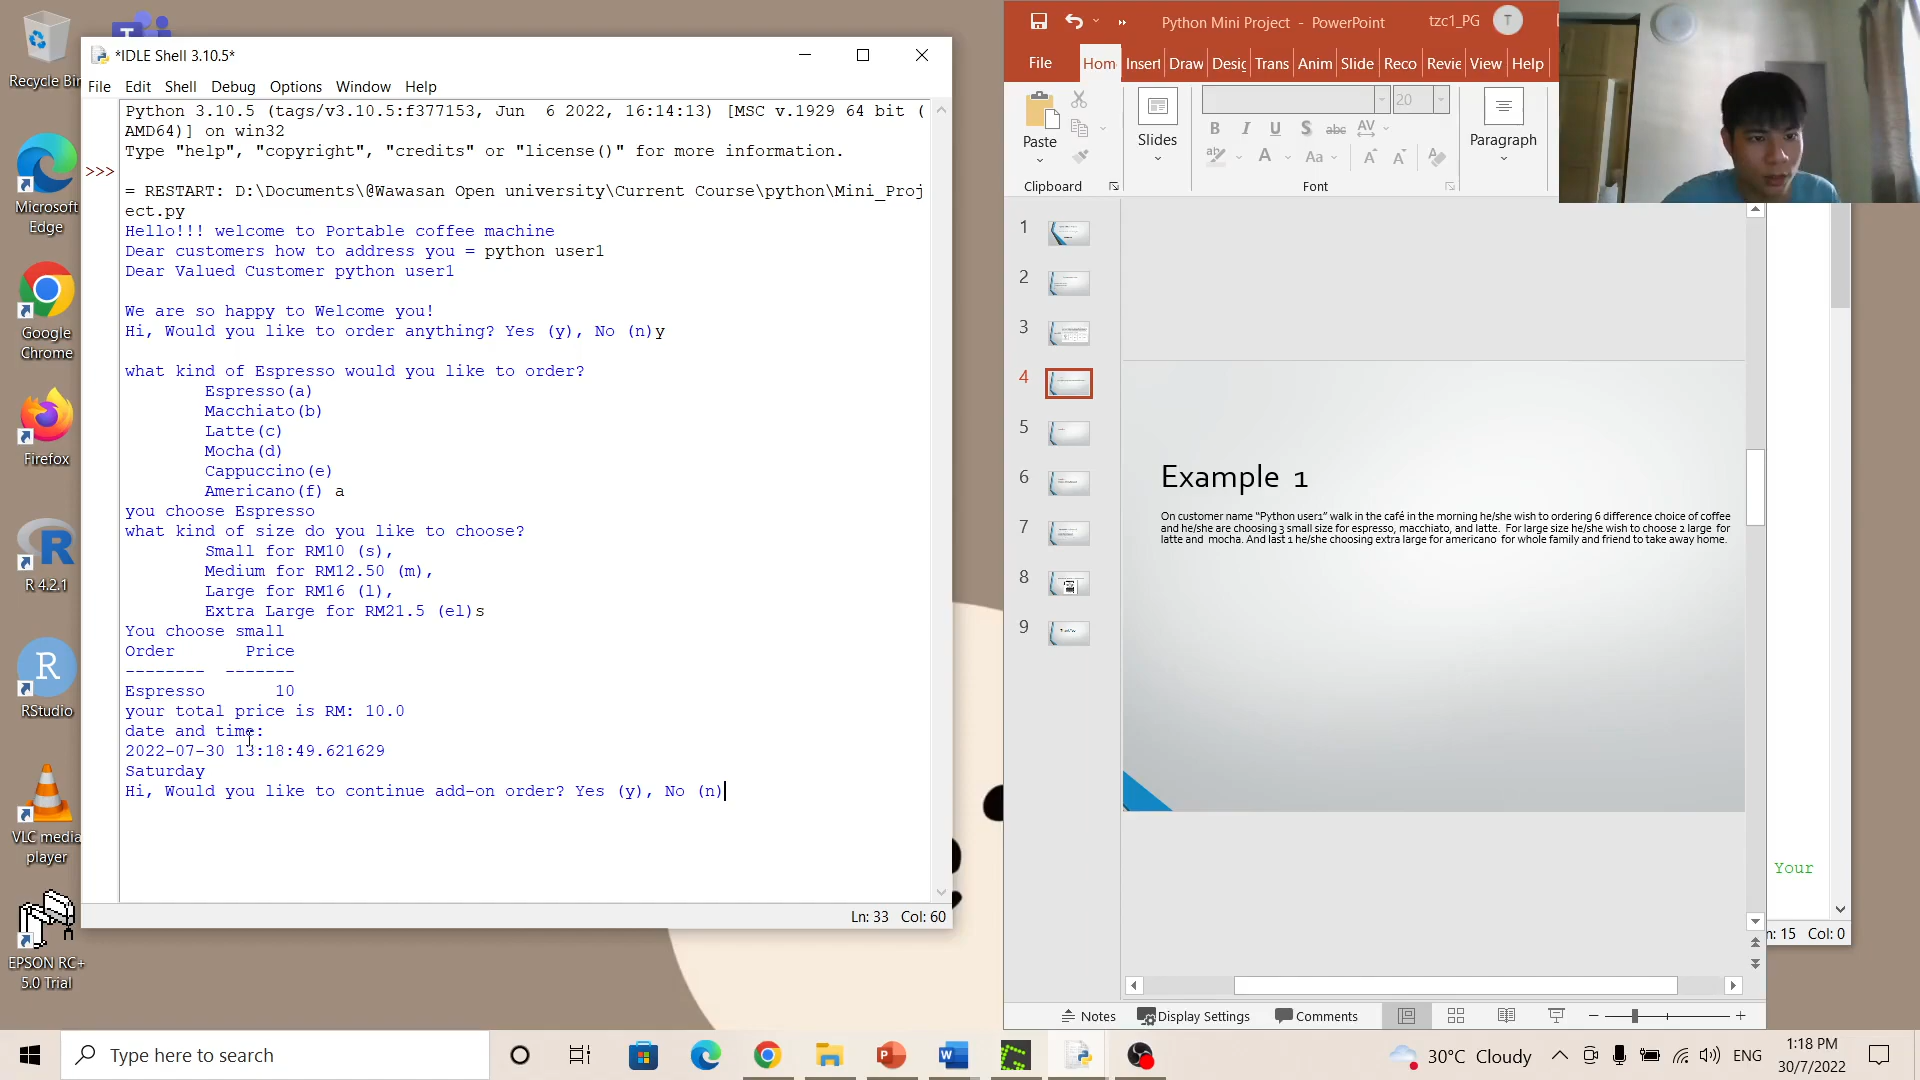 Recycle Bin
Microsoft
Edge
Google
Chrome
Firefox
R 4.2.1
RStudio
VLC media
player
EPSON RC+
5.0 Trial
*IDLE Shell 3.10.5*
File Edit Shell Debug Options Window Help
Python 3.10.5 (tags/v3.10.5:f377153, Jun  6 2022, 16:14:13) [MSC v.1929 64 bit (
AMD64)] on win32
Type "help", "copyright", "credits" or "license()" for more information.
>>>
= RESTART: D:\Documents\@Wawasan Open university\Current Course\python\Mini_Proj
ect.py
Hello!!! welcome to Portable coffee machine
Dear customers how to address you = python user1
Dear Valued Customer python user1
We are so happy to Welcome you!
Hi, Would you like to order anything? Yes (y), No (n)y
what kind of Espresso would you like to order?
Espresso(a)
Macchiato(b)
Latte(c)
Mocha(d)
Cappuccino(e)
Americano(f) a
you choose Espresso
what kind of size do you like to choose?
Small for RM10 (s),
Medium for RM12.50 (m),
Large for RM16 (l),
Extra Large for RM21.5 (el)s
You choose small
Order Price
-------- -------
Espresso 10
your total price is RM: 10.0
date and time:
2022-07-30 13:18:49.621629
Saturday
Hi, Would you like to continue add-on order? Yes (y), No (n)
Ln: 33 Col: 60
Python Mini Project - PowerPoint
tzc1_PG
T
File Hom Insert Draw Desig Trans Anim Slide Reco Revie View Help
Paste
Clipboard
Slides
20
B I U S abc AV
A Aa A A
Font
Paragraph
1
2
3
4
5
6
7
8
9
Example 1
On customer name “Python user1” walk in the café in the morning he/she wish to ordering 6 difference choice of coffee
and he/she are choosing 3 small size for espresso, macchiato, and latte. For large size he/she wish to choose 2 large for
latte and mocha. And last 1 he/she choosing extra large for americano for whole family and friend to take away home.
Your
n: 15 Col: 0
Notes Display Settings Comments
Type here to search
30°C Cloudy
ENG
1:18 PM
30/7/2022